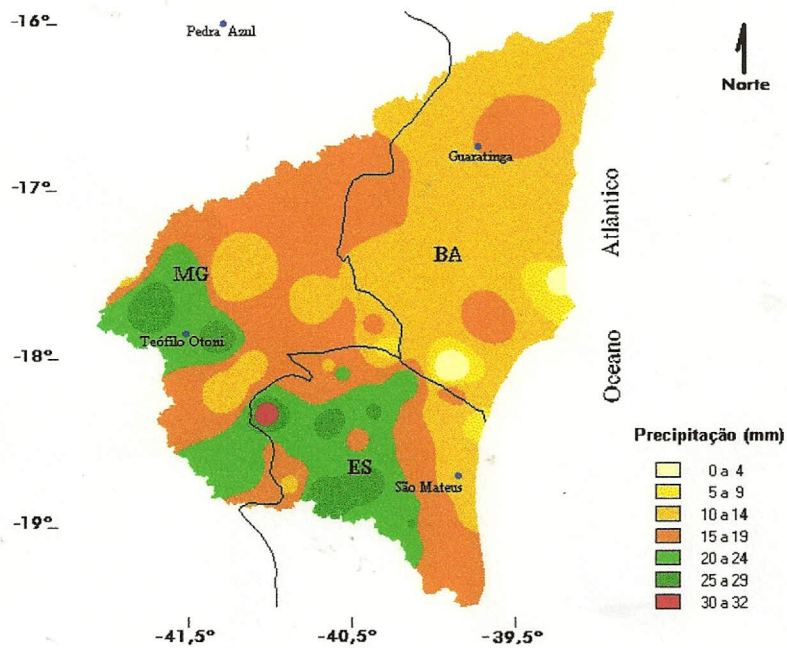 -16°
Pedra Azul
Norte
Guaratinga
-17°
Atlântico
BA
MG
Teófilo Otoni
-18°
Oceano
Precipitação (mm)
0 a 4
5 a 9
10 a 14
15 a 19
20 a 24
25 a 29
30 a 32
ES
São Mateus
-19°
-41,5°
-40,5°
-39,5°